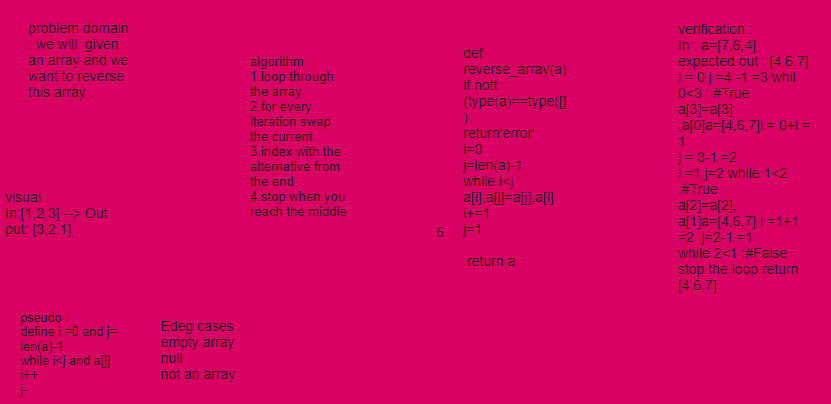 problem domain
: we will given
an array and we
want to reverse
this array .
visual :
In:[1,2,3] --> Out
put: [3,2,1]
pseudo :
define i =0 and j=
len(a)-1
while i<j and a[j]
i++
j-
Edeg cases :
empty array
null
not an array
algorithm :
1.loop through
the array
2.for every
iteration swap
the current
3.index with the
alternative from
the end
4.stop when you
reach the middle
6
def
reverse_array(a)
if nott
(type(a)==type([]
):
return'error'
i=0
j=len(a)-1
while i<j :
a[i],a[j]=a[j],a[i]
i+=1
j=1
return a
verification :
In : a=[7,6,4]
expected out : [4,6,7]
i = 0 j =4 -1 =3 whil
0<3 : #True
a[3]=a[3]
,a[0]a=[4,6,7]i = 0+i =
1
j = 3-1 =2
i =1 j=2 while 1<2
:#True
a[2]=a[2],
a[1]a=[4,6,7] i =1+1
=2 j=2-1 =1
while 2<1 :#False
stop the loop return
[4,6,7]